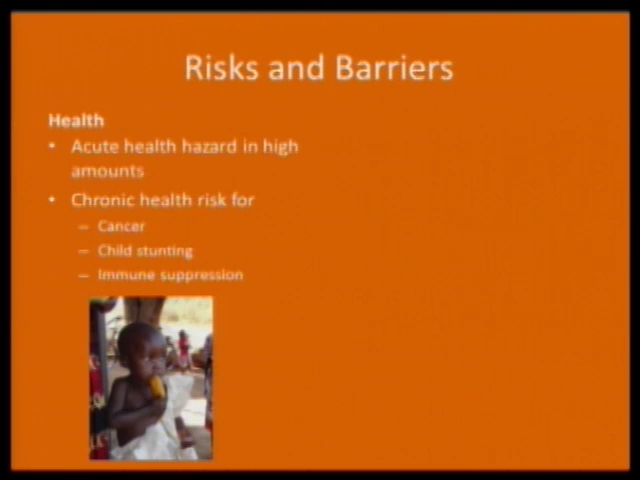 Risks and Barriers
Health
• Acute health hazard in high
amounts
• Chronic health risk for
– Cancer
– Child stunting
– Immune suppression